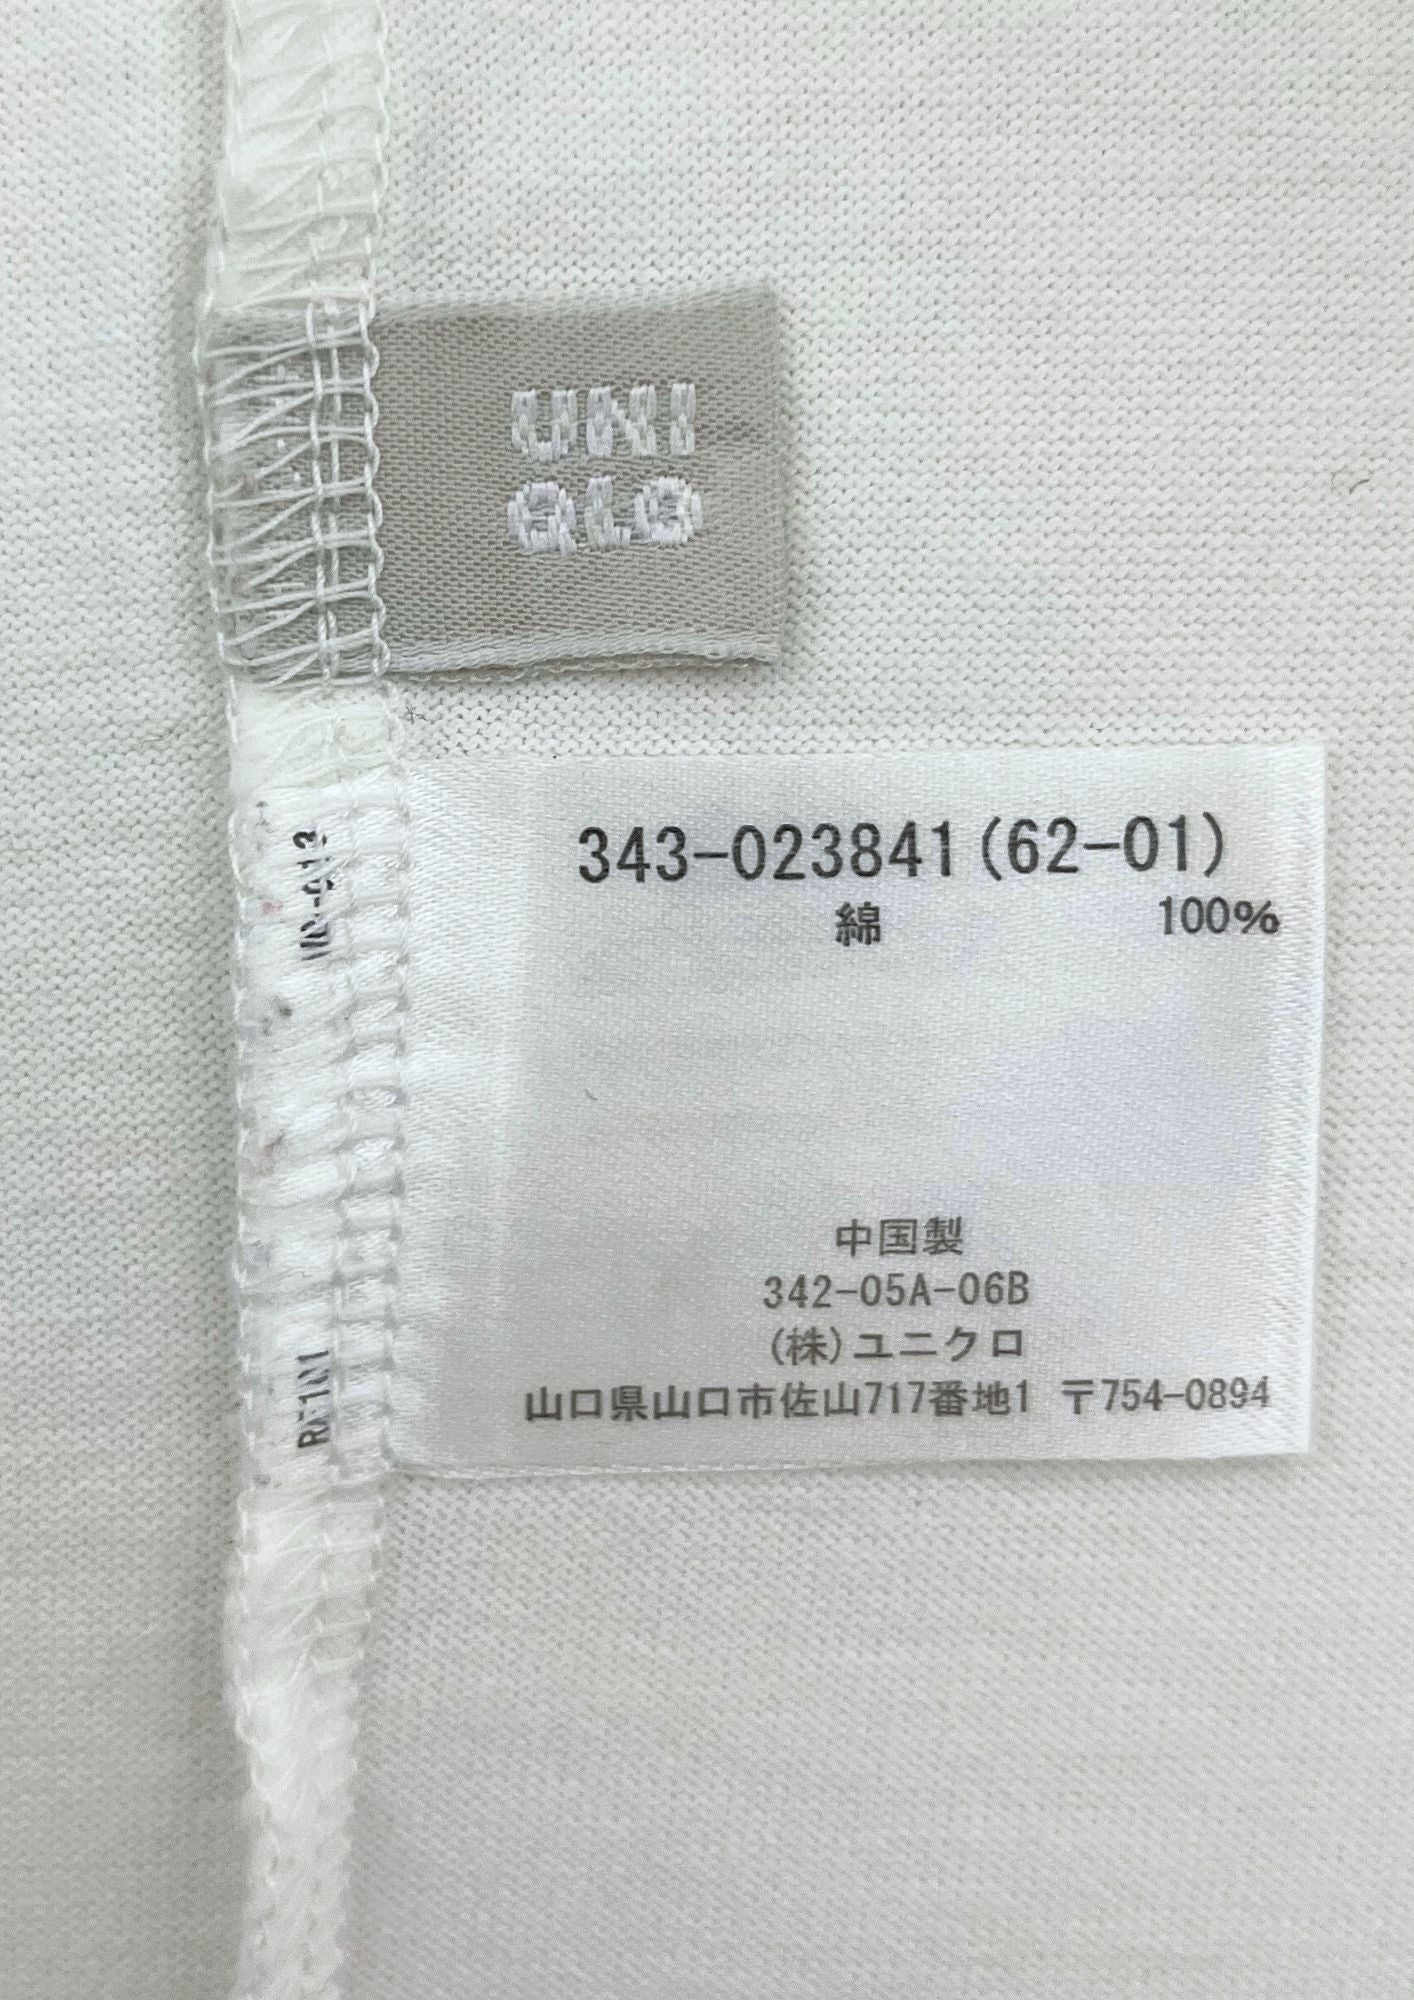 UNI
QLO
343-023841(62-01)
綿 100%
中国製
342-05A-06B
(株)ユニクロ
山口県山口市佐山717番地1 〒754-0894